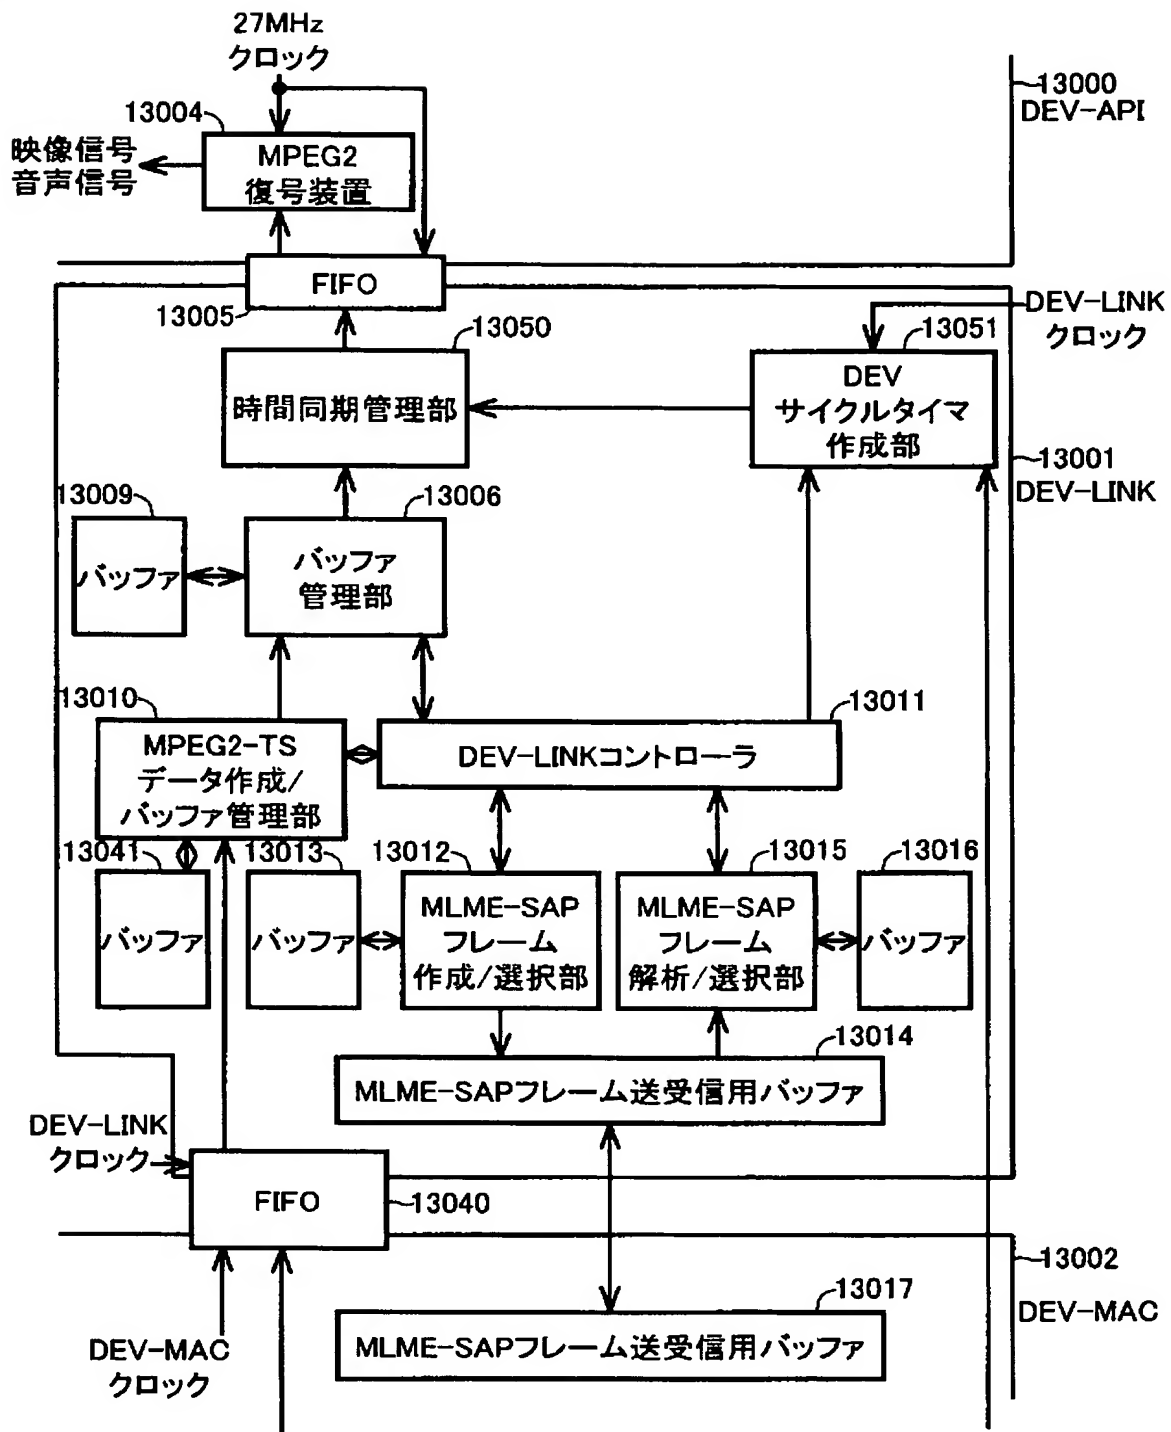 27MHz
クロック
13000
DEV-API
13004
映像信号
音声信号
MPEG2
復号装置
FIFO
13005
13050
DEV-LINK
クロック
13051
時間同期管理部
DEV
サイクルタイマ
作成部
13001
DEV-LINK
13009
13006
バッファ
バッファ
管理部
13010
13011
MPEG2-TS
データ作成/
バッファ管理部
DEV-LINKコントローラ
13041
13013
13012
13015
13016
バッファ
バッファ
MLME-SAP
フレーム
作成/選択部
MLME-SAP
フレーム
解析/選択部
バッファ
13014
MLME-SAPフレーム送受信用バッファ
DEV-LINK
クロック
FIFO
13040
13002
DEV-MAC
13017
MLME-SAPフレーム送受信用バッファ
DEV-MAC
クロック